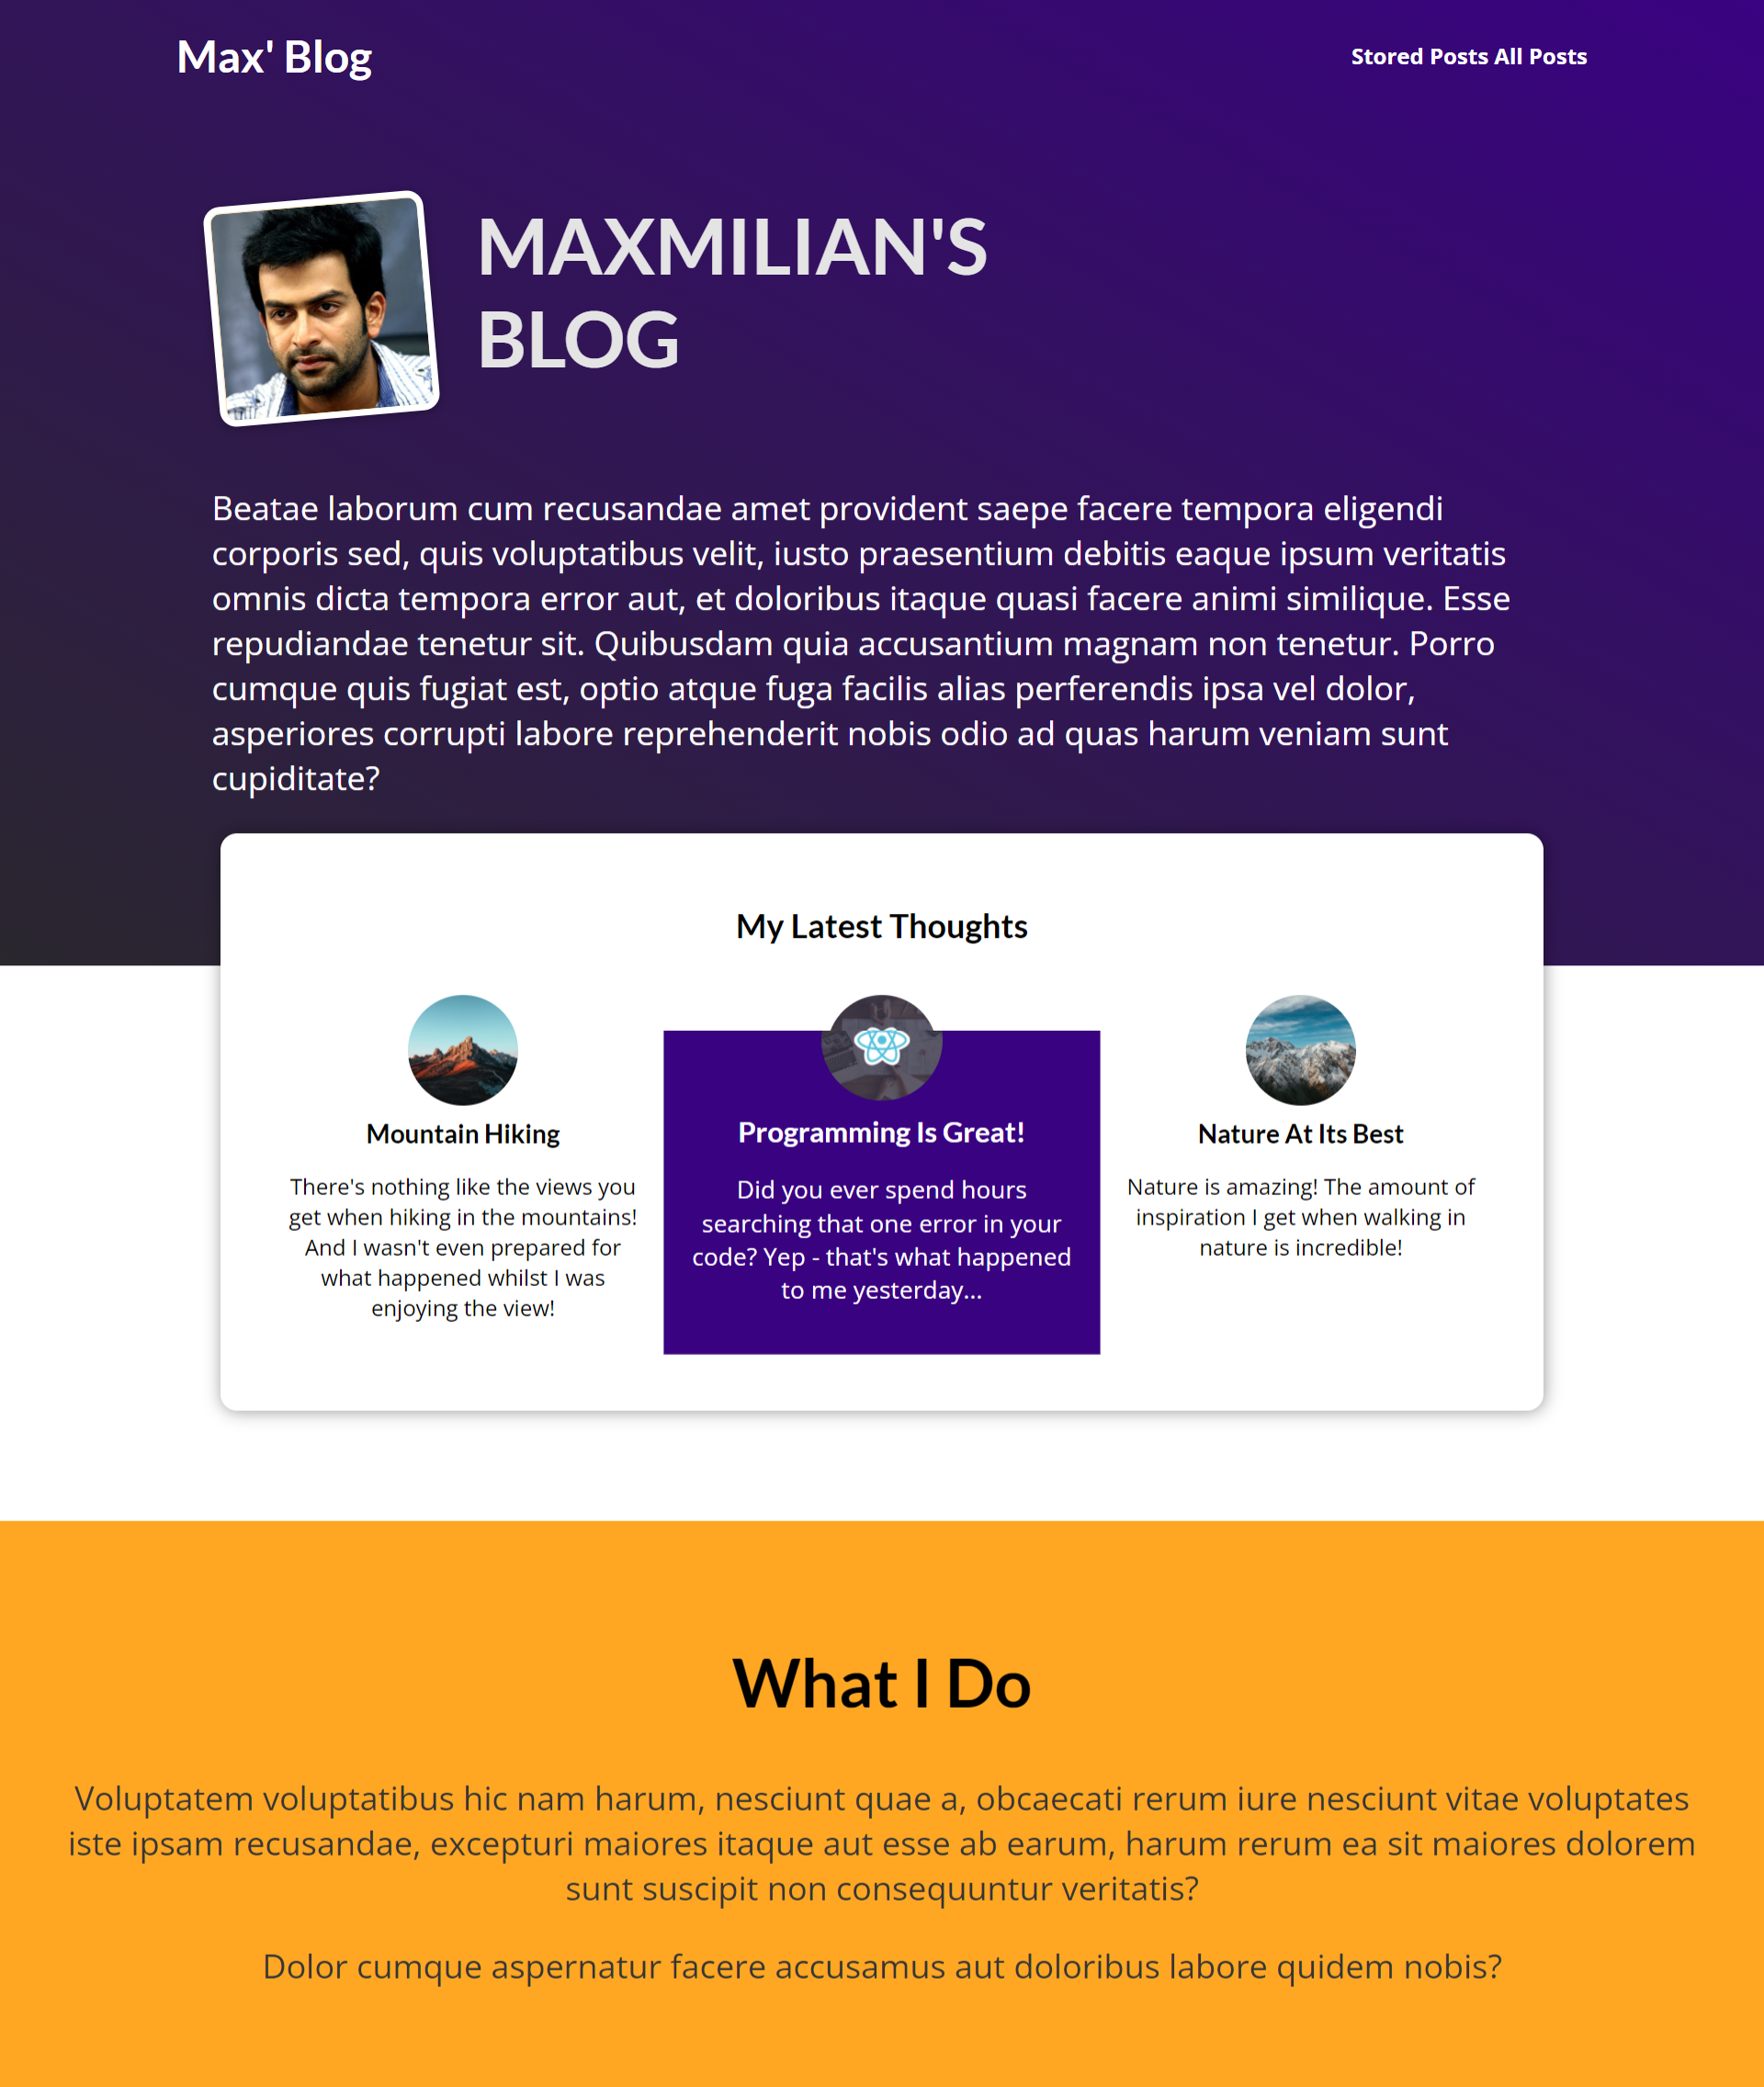 Max' Blog
Stored Posts All Posts
MAXMILIAN'S
BLOG
Beatae laborum cum recusandae amet provident saepe facere tempora eligendi
corporis sed, quis voluptatibus velit, iusto praesentium debitis eaque ipsum veritatis
omnis dicta tempora error aut, et doloribus itaque quasi facere animi similique. Esse
repudiandae tenetur sit. Quibusdam quia accusantium magnam non tenetur. Porro
cumque quis fugiat est, optio atque fuga facilis alias perferendis ipsa vel dolor,
asperiores corrupti labore reprehenderit nobis odio ad quas harum veniam sunt
cupiditate?
My Latest Thoughts
Mountain Hiking
There's nothing like the views you
get when hiking in the mountains!
And I wasn't even prepared for
what happened whilst I was
enjoying the view!
Programming Is Great!
Did you ever spend hours
searching that one error in your
code? Yep - that's what happened
to me yesterday...
Nature At Its Best
Nature is amazing! The amount of
inspiration I get when walking in
nature is incredible!
What I Do
Voluptatem voluptatibus hic nam harum, nesciunt quae a, obcaecati rerum iure nesciunt vitae voluptates
iste ipsam recusandae, excepturi maiores itaque aut esse ab earum, harum rerum ea sit maiores dolorem
sunt suscipit non consequuntur veritatis?
Dolor cumque aspernatur facere accusamus aut doloribus labore quidem nobis?